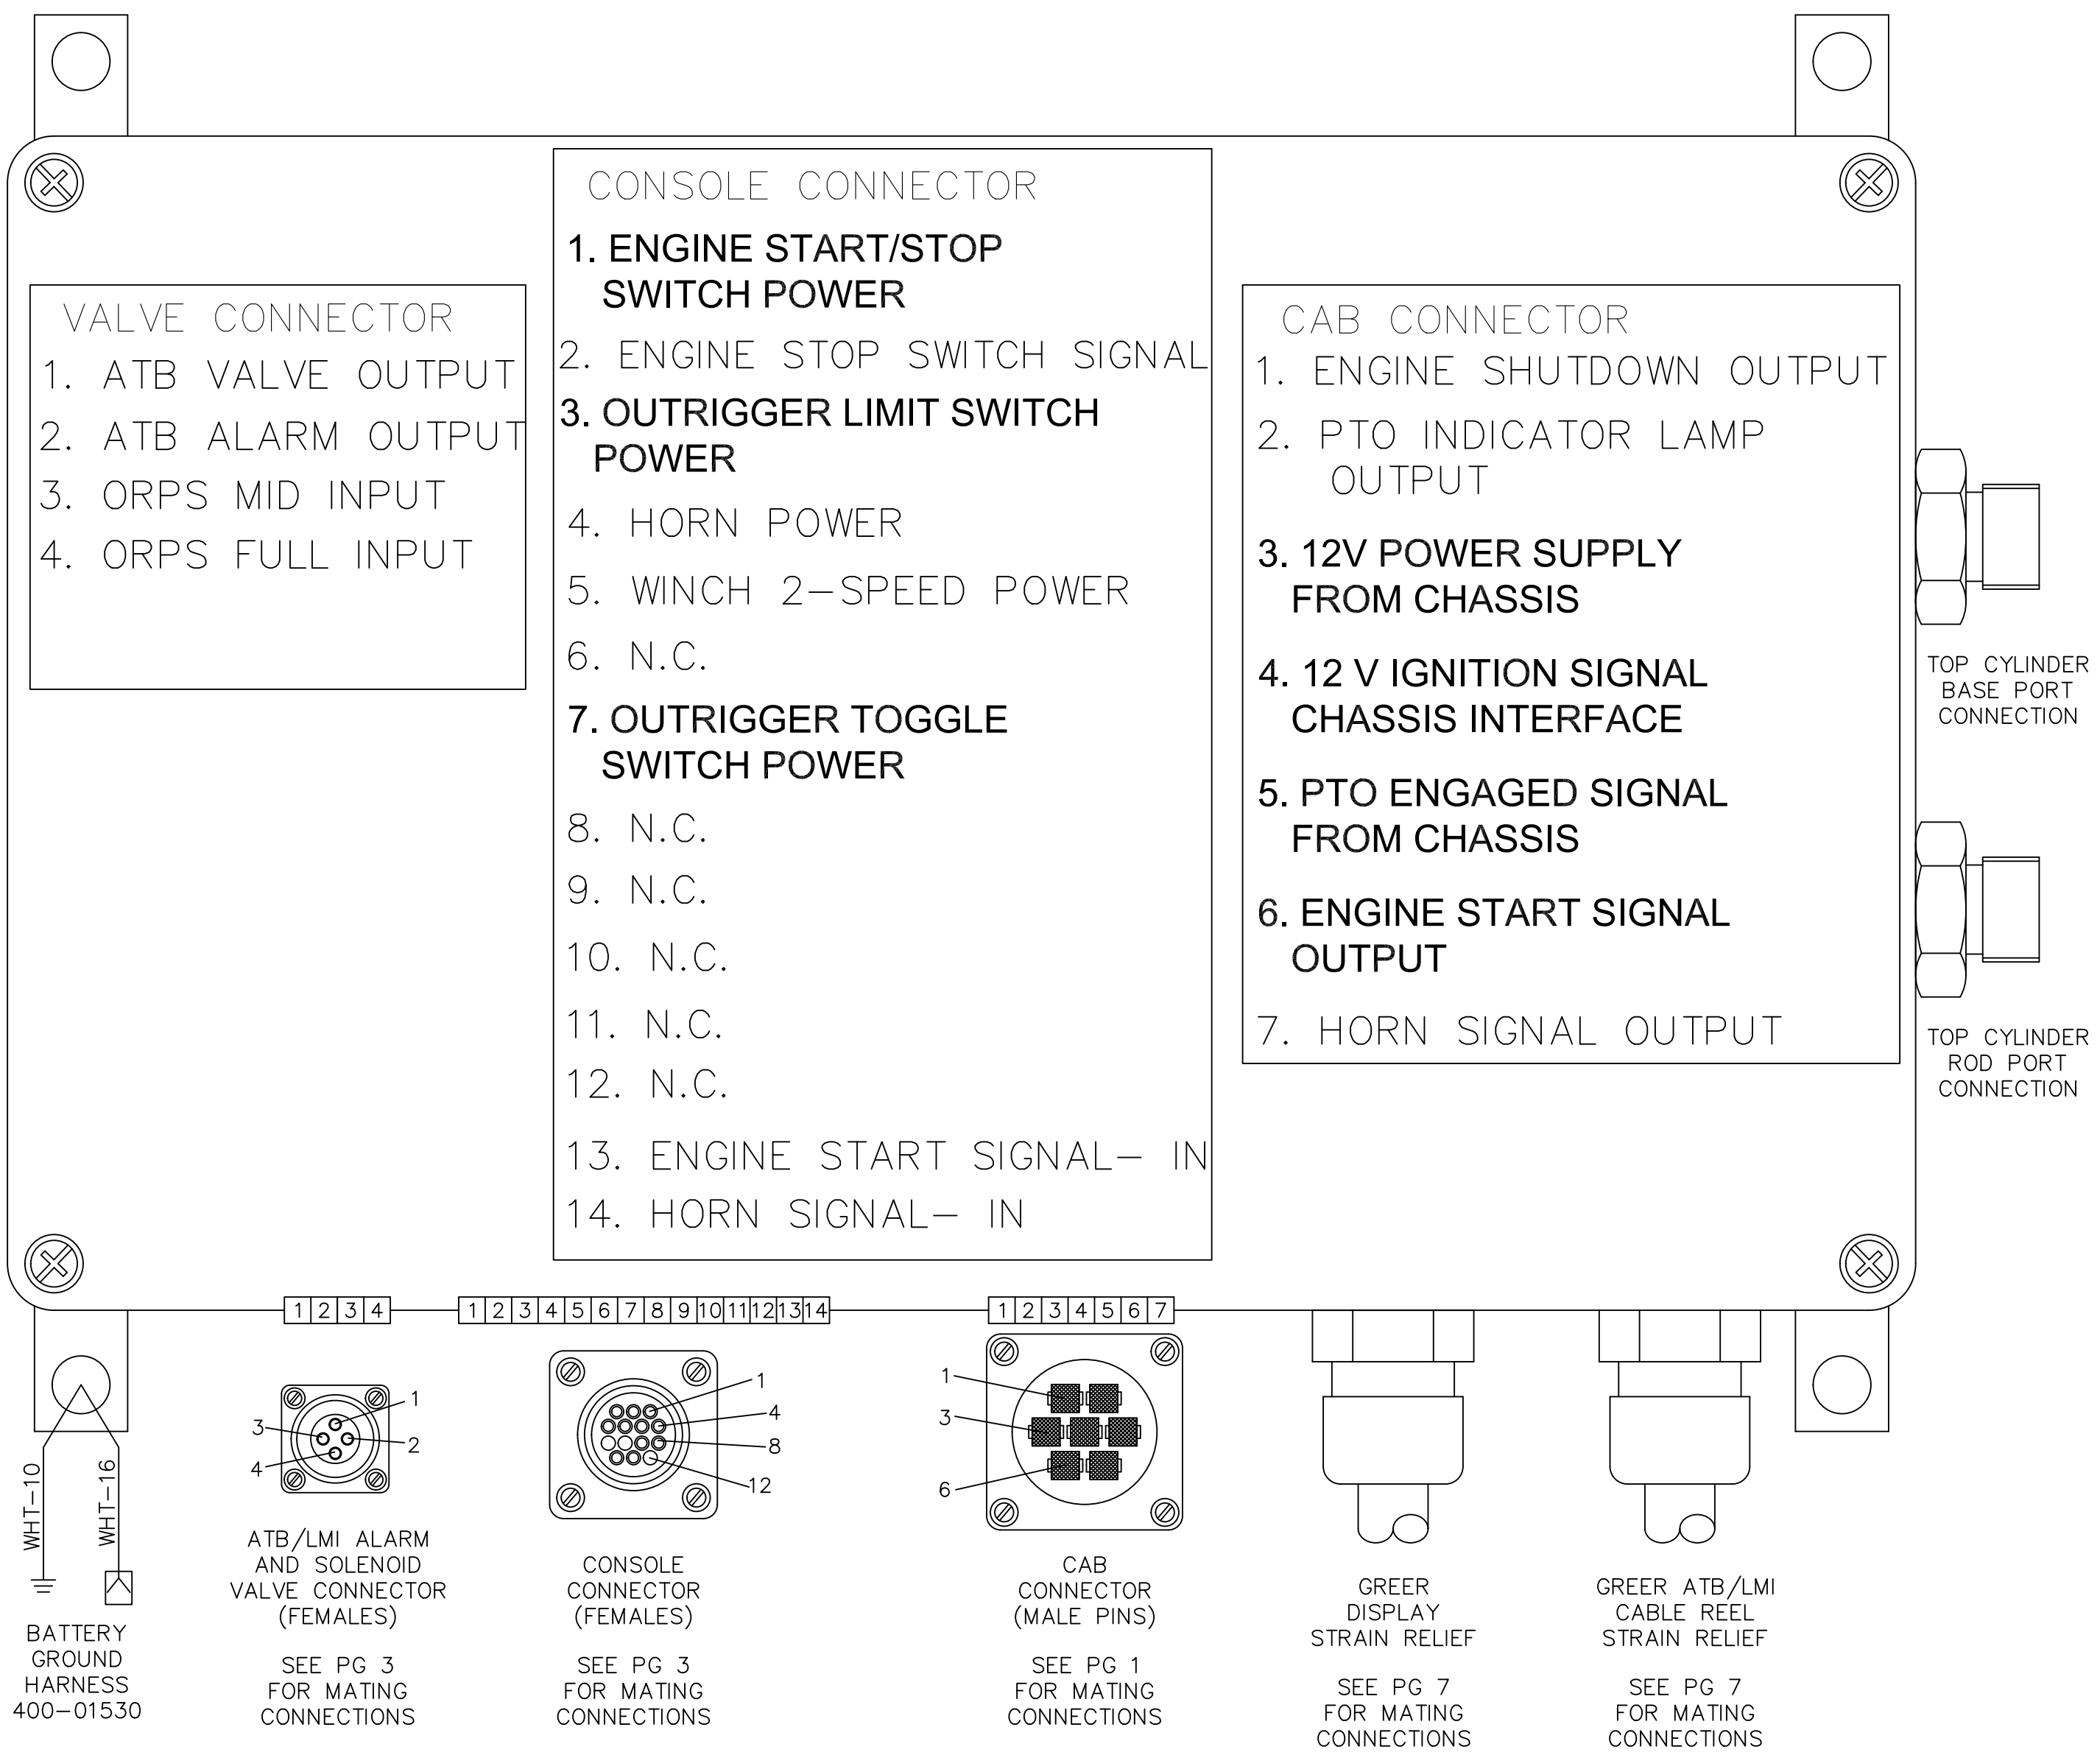 CONSOLE CONNECTOR
1. ENGINE START/STOP
SWITCH POWER
2. ENGINE STOP SWITCH SIGNAL
3. OUTRIGGER LIMIT SWITCH
POWER
4. HORN POWER
5. WINCH 2-SPEED POWER
6. N.C.
7. OUTRIGGER TOGGLE
SWITCH POWER
8. N.C.
9. N.C.
10. N.C.
11. N.C.
12. N.C.
13. ENGINE START SIGNAL- IN
14. HORN SIGNAL- IN
VALVE CONNECTOR
1. ATB VALVE OUTPUT
2. ATB ALARM OUTPUT
3. ORPS MID INPUT
4. ORPS FULL INPUT
CAB CONNECTOR
1. ENGINE SHUTDOWN OUTPUT
2. PTO INDICATOR LAMP
OUTPUT
3. 12V POWER SUPPLY
FROM CHASSIS
4. 12 V IGNITION SIGNAL
CHASSIS INTERFACE
5. PTO ENGAGED SIGNAL
FROM CHASSIS
6. ENGINE START SIGNAL
OUTPUT
7. HORN SIGNAL OUTPUT
TOP CYLINDER
BASE PORT
CONNECTION
TOP CYLINDER
ROD PORT
CONNECTION
1 2 3 4
1 2 3 4 5 6 7 8 9 10 11 12 13 14
1 2 3 4 5 6 7
WHT-10
WHT-16
BATTERY
GROUND
HARNESS
400-01530
1
3
2
4
ATB/LMI ALARM
AND SOLENOID
VALVE CONNECTOR
(FEMALES)
SEE PG 3
FOR MATING
CONNECTIONS
1
4
8
12
CONSOLE
CONNECTOR
(FEMALES)
SEE PG 3
FOR MATING
CONNECTIONS
1
3
6
CAB
CONNECTOR
(MALE PINS)
SEE PG 1
FOR MATING
CONNECTIONS
GREER
DISPLAY
STRAIN RELIEF
SEE PG 7
FOR MATING
CONNECTIONS
GREER ATB/LMI
CABLE REEL
STRAIN RELIEF
SEE PG 7
FOR MATING
CONNECTIONS